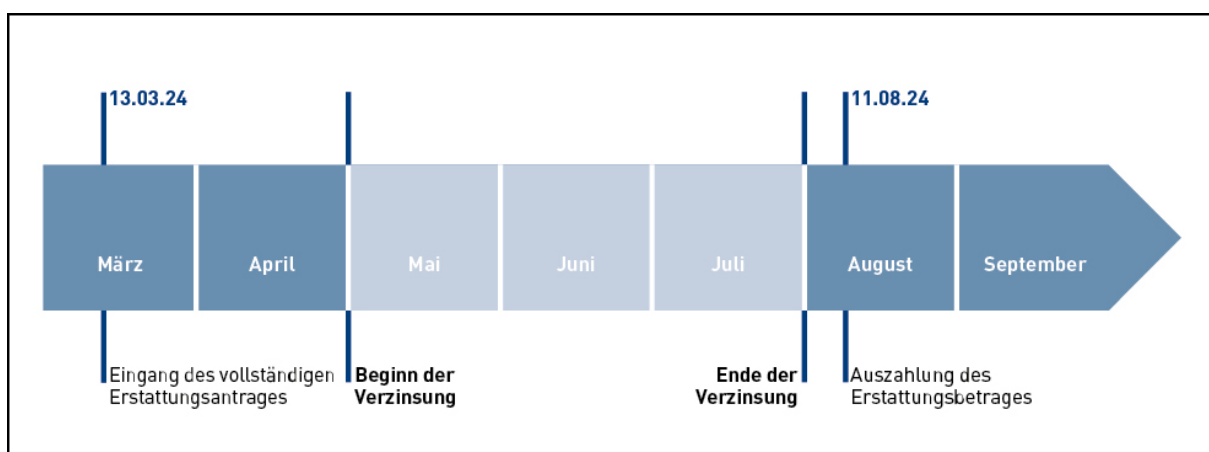 13.03.24
11.08.24
März
April
Mai
Juni
Juli
August
September
Eingang des vollständigen
Erstattungsantrages
Beginn der
Verzinsung
Ende der
Verzinsung
Auszahlung des
Erstattungsbetrages